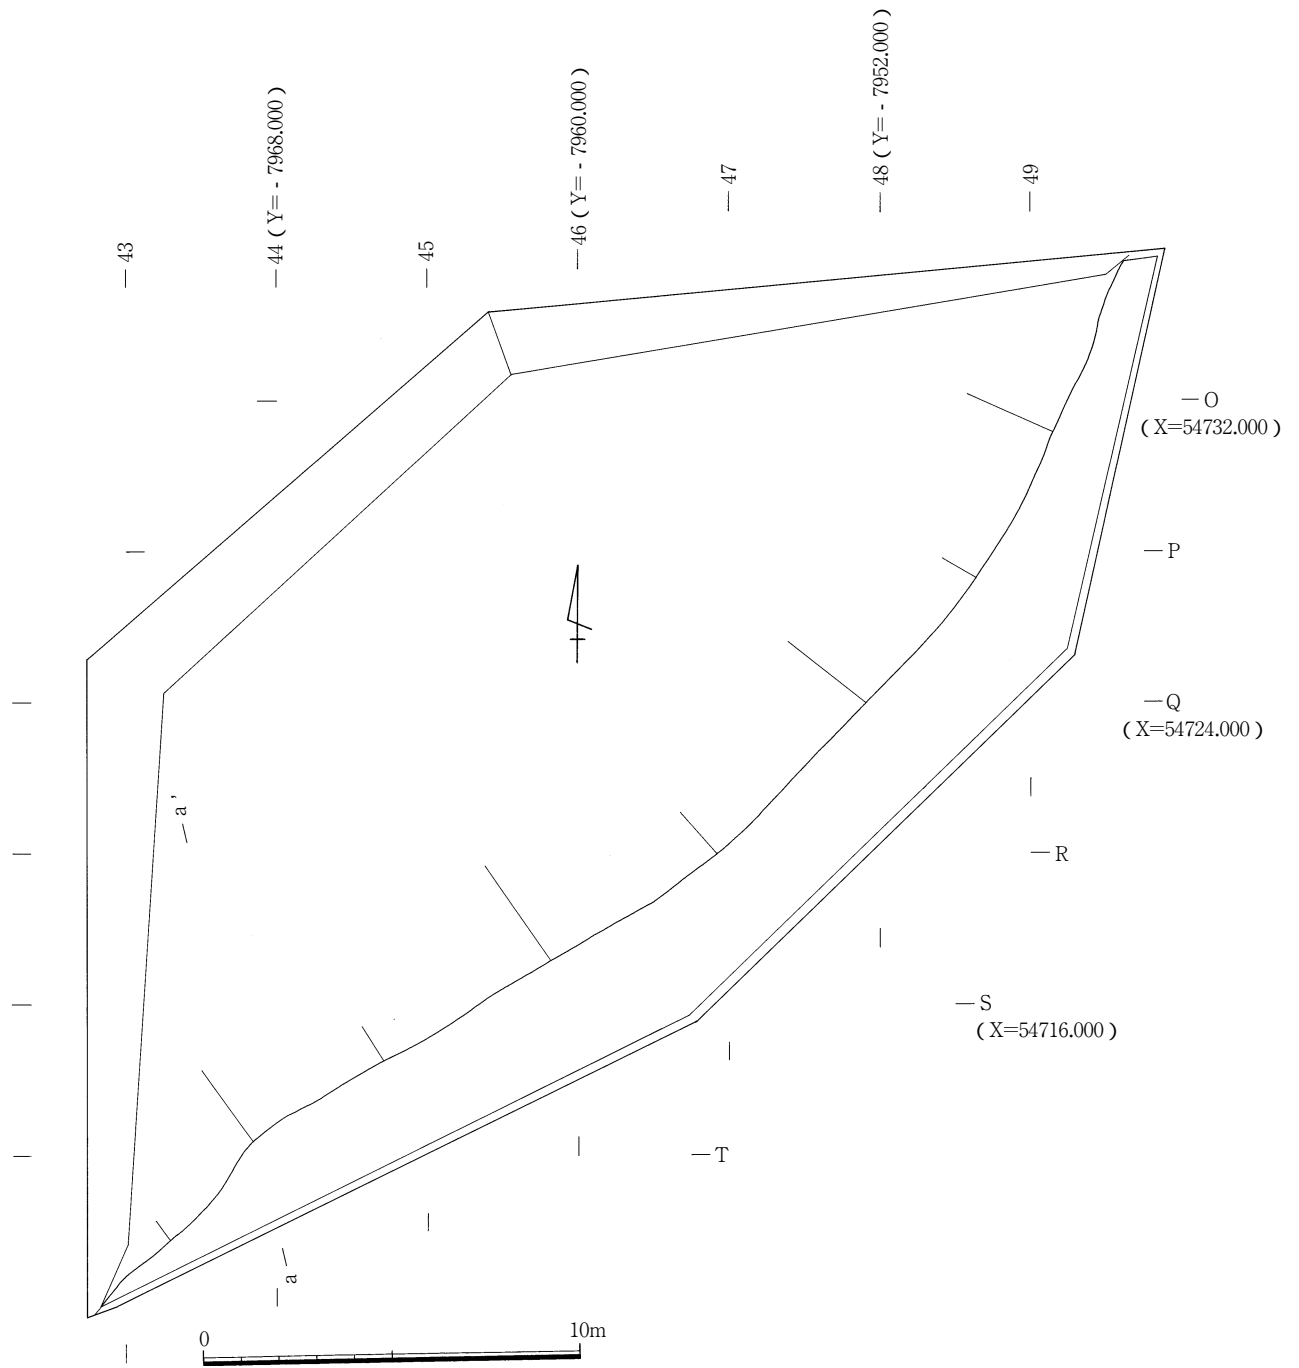 48 ( Y= - 7952.000 )
46 ( Y= - 7960.000 )
44 ( Y= - 7968.000 )
47
49
43
45
O
( X=54732.000 )
P
Q
( X=54724.000 )
a'
R
S
( X=54716.000 )
T
a
0
10m